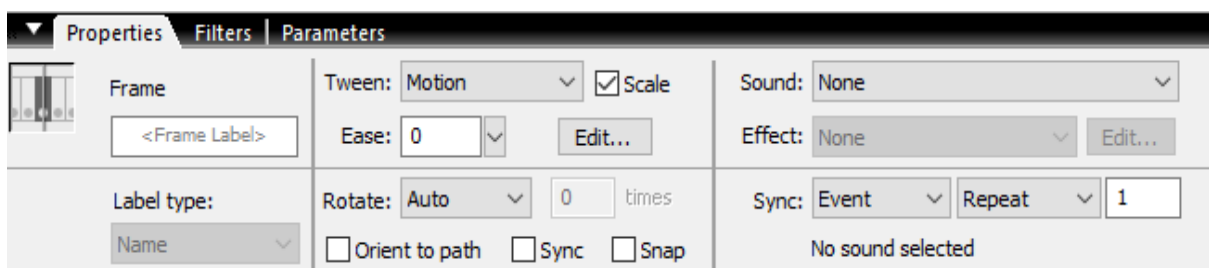 Properties Filters Parameters
Frame
<Frame Label>
Label type:
Name
Tween: Motion Scale
Ease: 0 Edit...
Rotate: Auto 0 times
Orient to path Sync Snap
Sound: None
Effect: None Edit...
Sync: Event Repeat 1
No sound selected